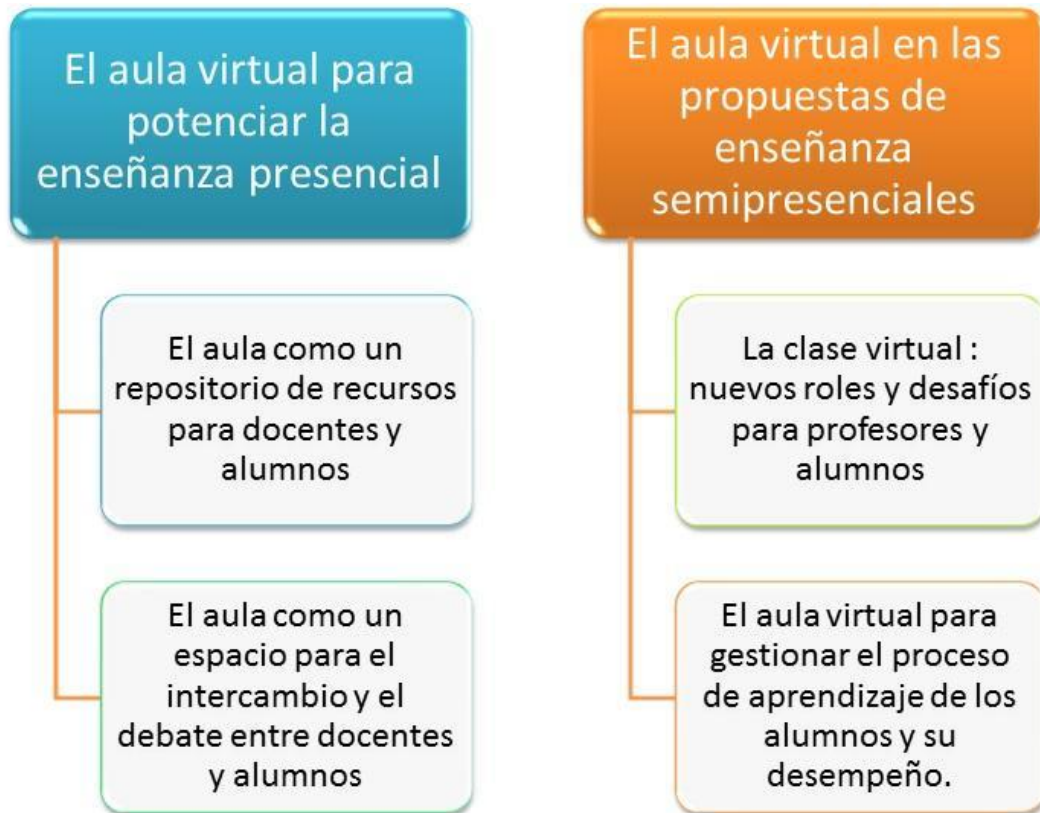 El aula virtual para
potenciar la
enseñanza presencial
El aula como un
repositorio de recursos
para docentes y
alumnos
El aula como un
espacio para el
intercambio y el
debate entre docentes
y alumnos
El aula virtual en las
propuestas de
enseñanza
semipresenciales
La clase virtual :
nuevos roles y desafíos
para profesores y
alumnos
El aula virtual para
gestionar el proceso
de aprendizaje de los
alumnos y su
desempeño.